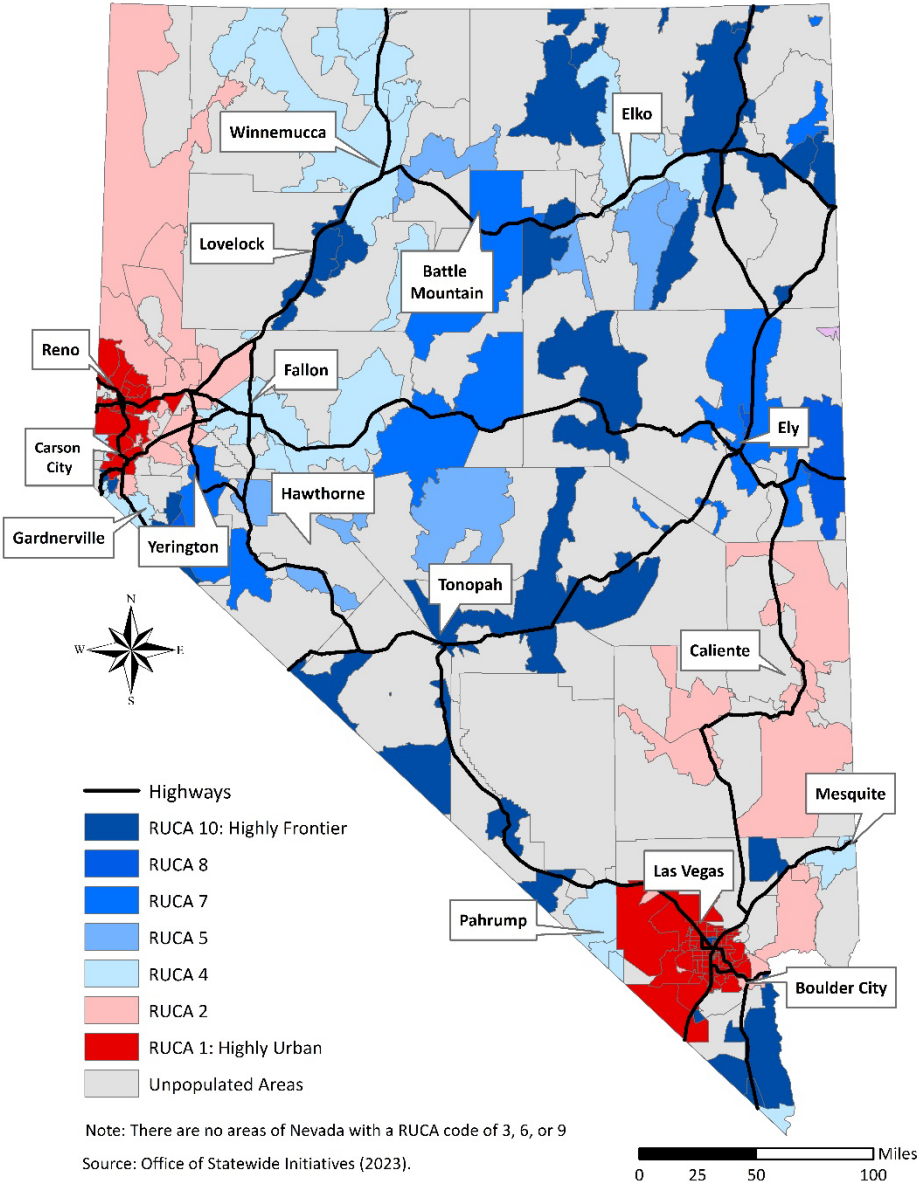 Winnemucca
Elko
Lovelock
Battle
Mountain
Reno
Fallon
Carson
City
Ely
Hawthorne
Gardnerville
Yerington
Tonopah
N
W
E
S
Caliente
Mesquite
Las Vegas
Pahrump
Boulder City
Highways
RUCA 10: Highly Frontier
RUCA 8
RUCA 7
RUCA 5
RUCA 4
RUCA 2
RUCA 1: Highly Urban
Unpopulated Areas
Note: There are no areas of Nevada with a RUCA code of 3, 6, or 9
Source: Office of Statewide Initiatives (2023).
Miles
0 25 50 100